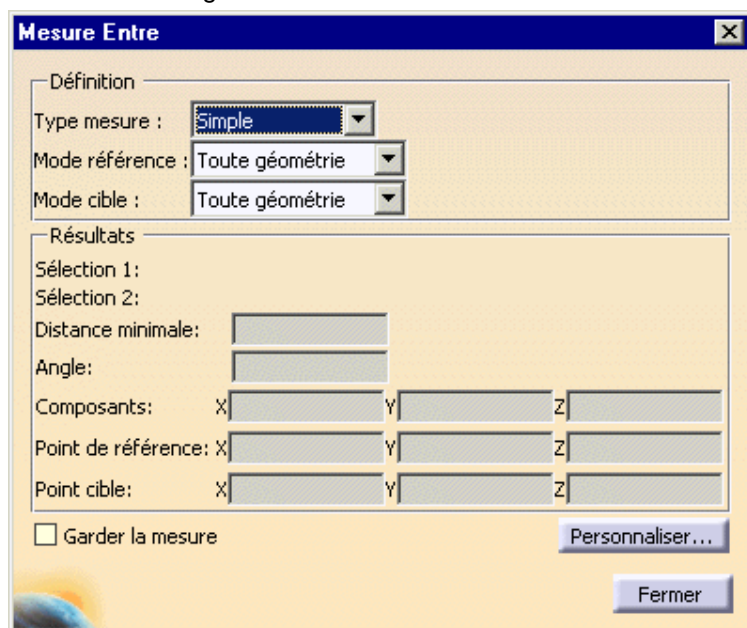 Mesure Entre
Définition
Type mesure : Simple
Mode référence : Toute géométrie
Mode cible : Toute géométrie
Résultats
Sélection 1:
Sélection 2:
Distance minimale:
Angle:
Composants: X Y Z
Point de référence: X Y Z
Point cible: X Y Z
Garder la mesure Personnaliser...
Fermer